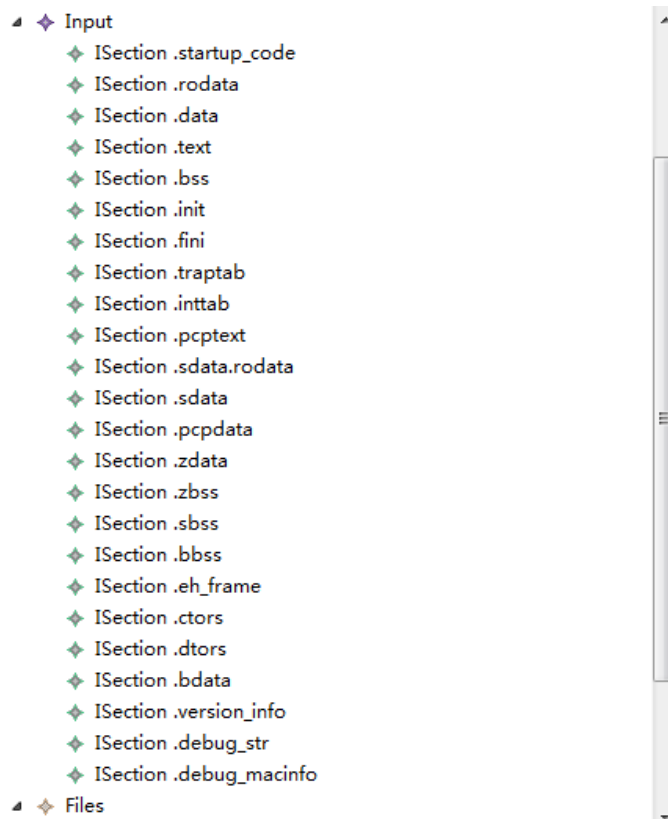 Input
ISection .startup_code
ISection .rodata
ISection .data
ISection .text
ISection .bss
ISection .init
ISection .fini
ISection .traptab
ISection .inttab
ISection .pcptext
ISection .sdata.rodata
ISection .sdata
ISection .pcpdata
ISection .zdata
ISection .zbss
ISection .sbss
ISection .bbss
ISection .eh_frame
ISection .ctors
ISection .dtors
ISection .bdata
ISection .version_info
ISection .debug_str
ISection .debug_macinfo
Files